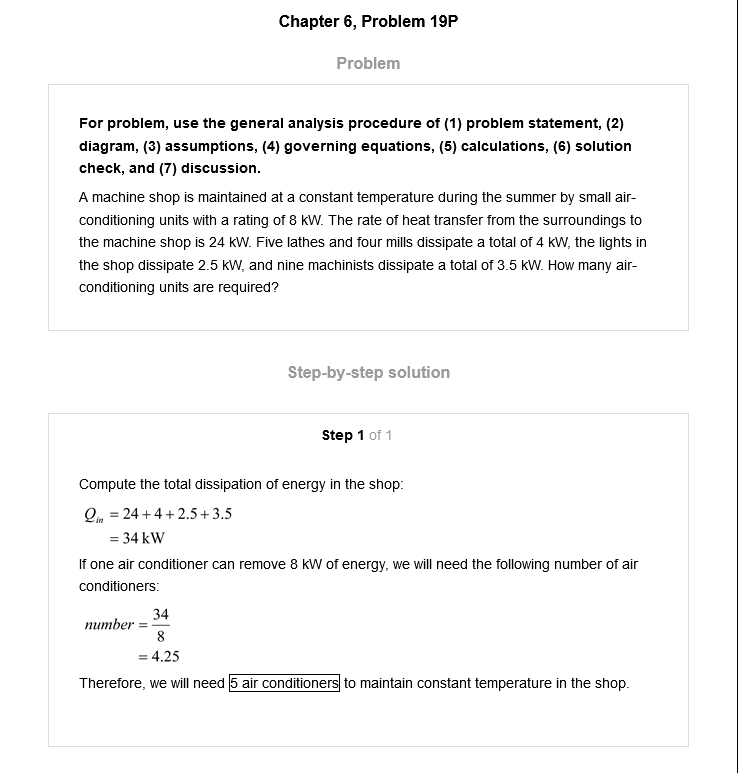 Chapter 6, Problem 19P
Problem
For problem, use the general analysis procedure of (1) problem statement, (2)
diagram, (3) assumptions, (4) governing equations, (5) calculations, (6) solution
check, and (7) discussion.
A machine shop is maintained at a constant temperature during the summer by small air-
conditioning units with a rating of 8 kW. The rate of heat transfer from the surroundings to
the machine shop is 24 kW. Five lathes and four mills dissipate a total of 4 kW, the lights in
the shop dissipate 2.5 kW, and nine machinists dissipate a total of 3.5 kW. How many air-
conditioning units are required?
Step-by-step solution
Step 1 of 1
Compute the total dissipation of energy in the shop:
Q_in = 24 + 4 + 2.5 + 3.5
= 34 kW
If one air conditioner can remove 8 kW of energy, we will need the following number of air
conditioners:
number = 34/8
= 4.25
Therefore, we will need 5 air conditioners to maintain constant temperature in the shop.